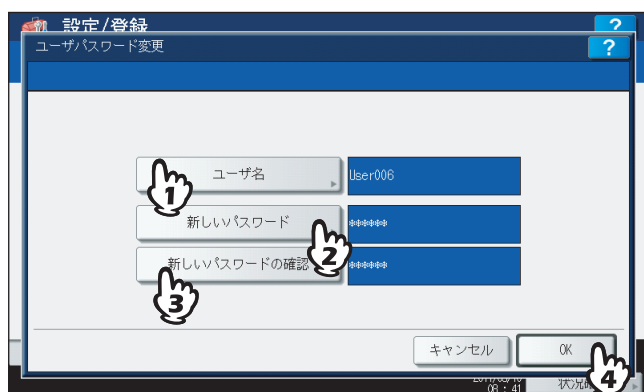 設定/登録
?
ユーザパスワード変更
?
1
ユーザ名
User006
新しいパスワード
******
2
新しいパスワードの確認
******
3
キャンセル
OK
4
08:41